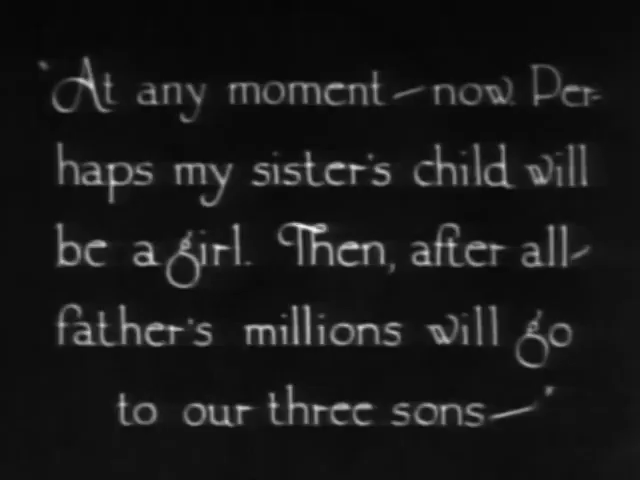 "At any moment—now. Per-
haps my sister's child will
be a girl. Then, after all—
father's millions will go
to our three sons—"